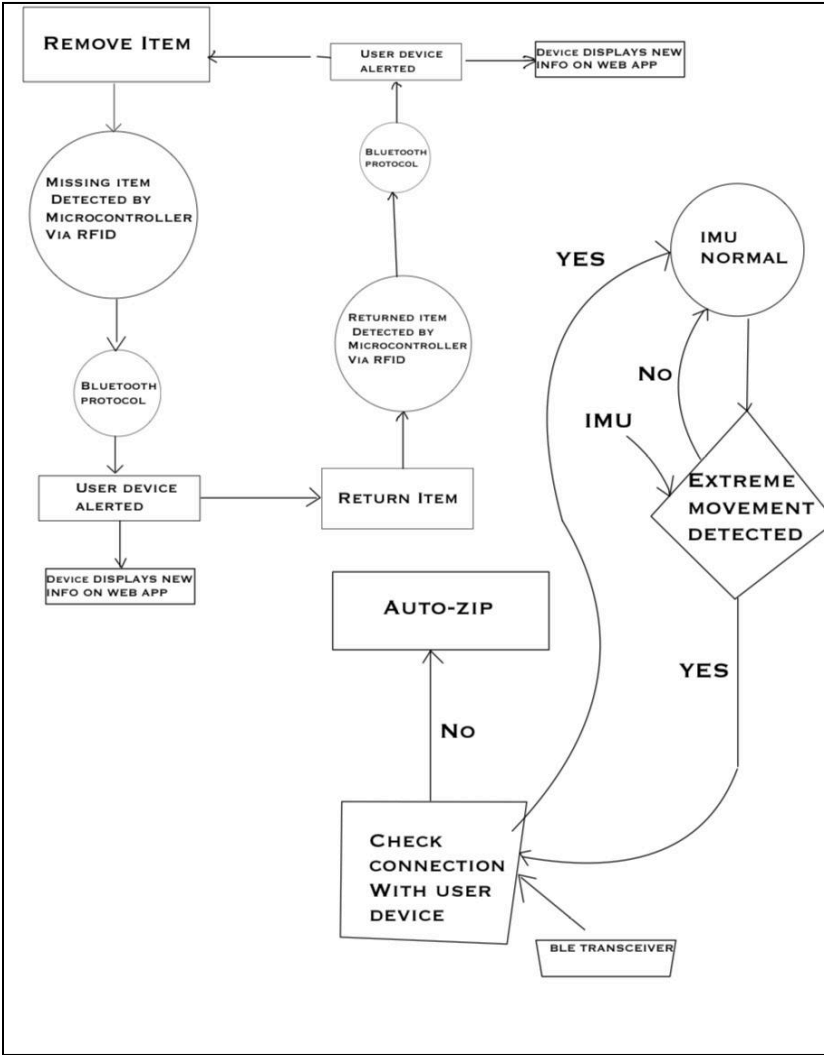 REMOVE ITEM
USER DEVICE
ALERTED
DEVICE DISPLAYS NEW
INFO ON WEB APP
BLUETOOTH
PROTOCOL
MISSING ITEM
DETECTED BY
MICROCONTROLLER
VIA RFID
IMU
NORMAL
YES
RETURNED ITEM
DETECTED BY
MICROCONTROLLER
VIA RFID
NO
BLUETOOTH
PROTOCOL
IMU
USER DEVICE
ALERTED
RETURN ITEM
EXTREME
MOVEMENT
DETECTED
DEVICE DISPLAYS NEW
INFO ON WEB APP
AUTO-ZIP
YES
NO
CHECK
CONNECTION
WITH USER
DEVICE
BLE TRANSCEIVER